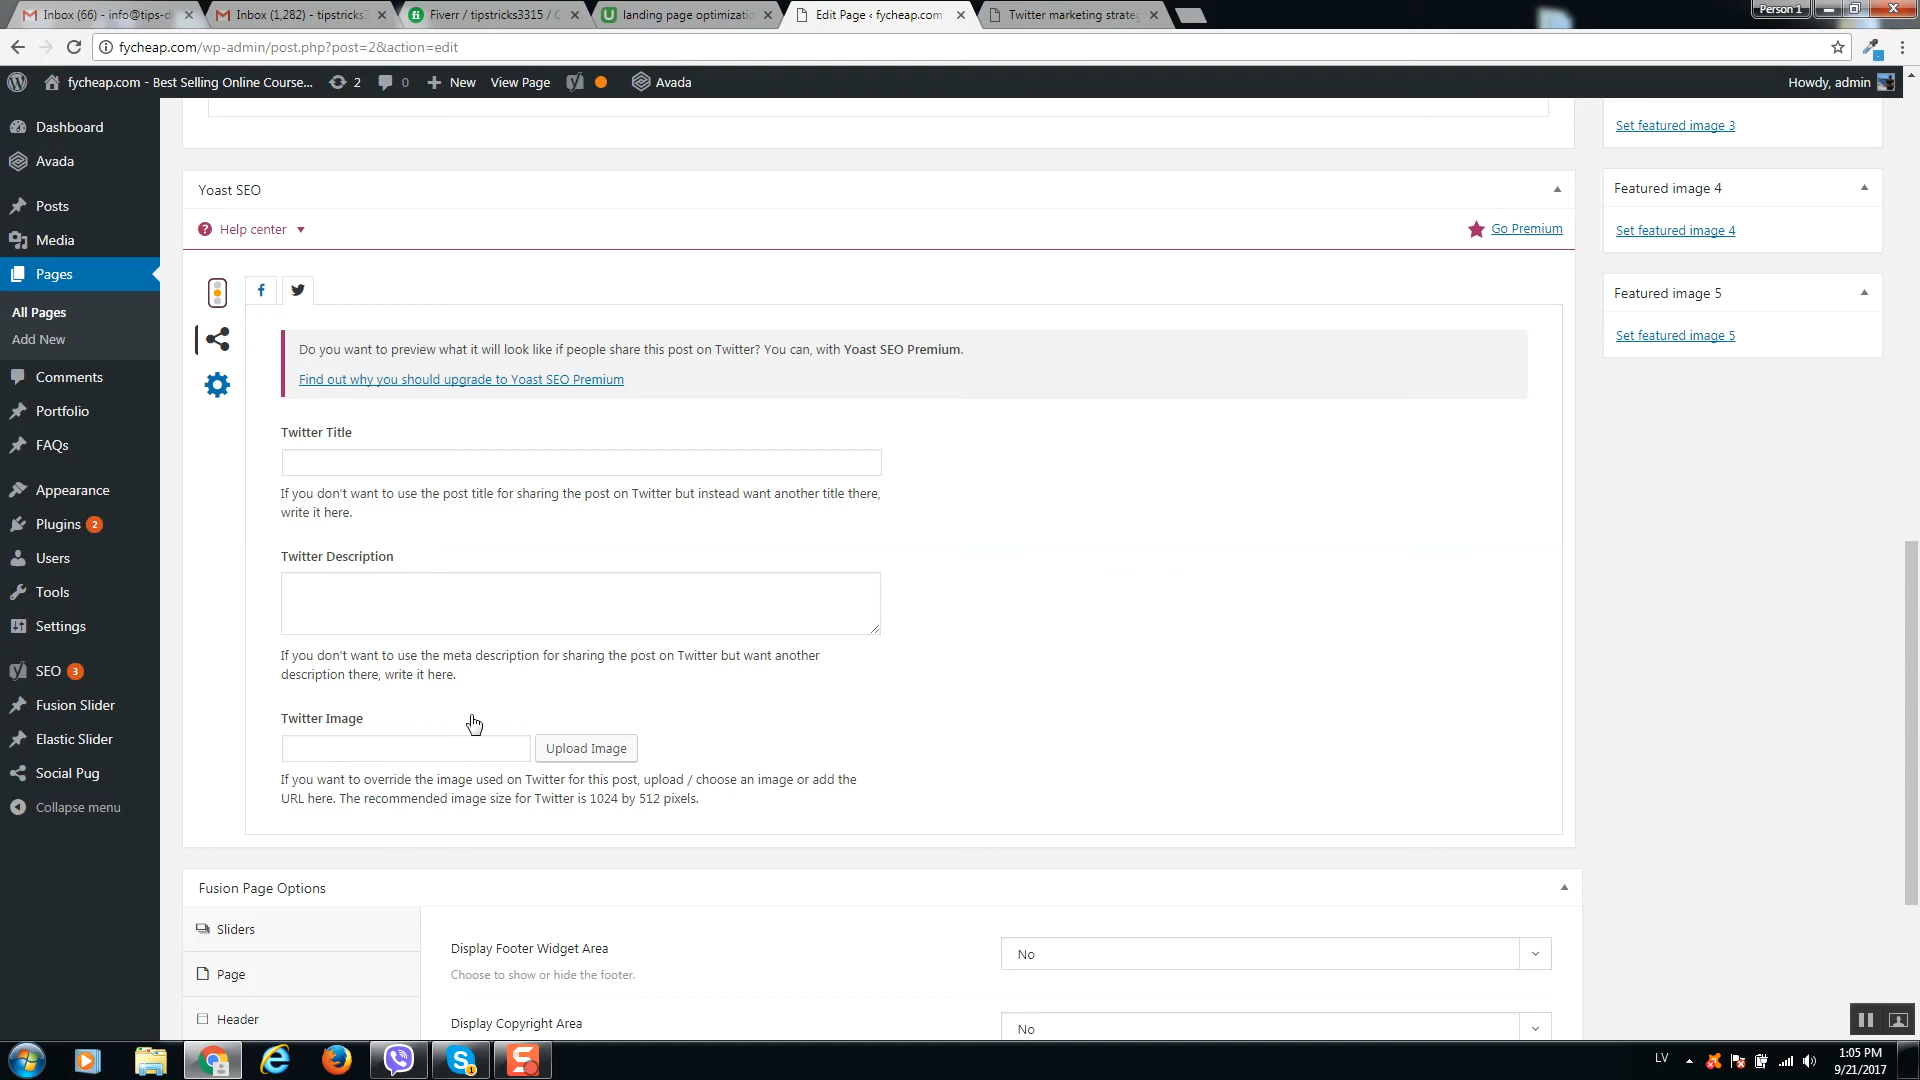 Inbox (66) - info@tips-d
Inbox (1,282) - tipstricks3
Fiverr / tipstricks3315 / C
landing page optimizatio
Edit Page ‹ fycheap.com
Twitter marketing strate
Person 1
fycheap.com/wp-admin/post.php?post=2&action=edit
fycheap.com - Best Selling Online Course...
2
0
New
View Page
Avada
Howdy, admin
Dashboard
Avada
Posts
Media
Pages
All Pages
Add New
Comments
Portfolio
FAQs
Appearance
Plugins 2
Users
Tools
Settings
SEO 3
Fusion Slider
Elastic Slider
Social Pug
Collapse menu
Yoast SEO
Help center
Go Premium
Do you want to preview what it will look like if people share this post on Twitter? You can, with Yoast SEO Premium.
Find out why you should upgrade to Yoast SEO Premium
Twitter Title
If you don't want to use the post title for sharing the post on Twitter but instead want another title there,
write it here.
Twitter Description
If you don't want to use the meta description for sharing the post on Twitter but want another
description there, write it here.
Twitter Image
Upload Image
If you want to override the image used on Twitter for this post, upload / choose an image or add the
URL here. The recommended image size for Twitter is 1024 by 512 pixels.
Fusion Page Options
Sliders
Page
Header
Display Footer Widget Area
Choose to show or hide the footer.
No
Display Copyright Area
No
Set featured image 3
Featured image 4
Set featured image 4
Featured image 5
Set featured image 5
LV
1:05 PM
9/21/2017